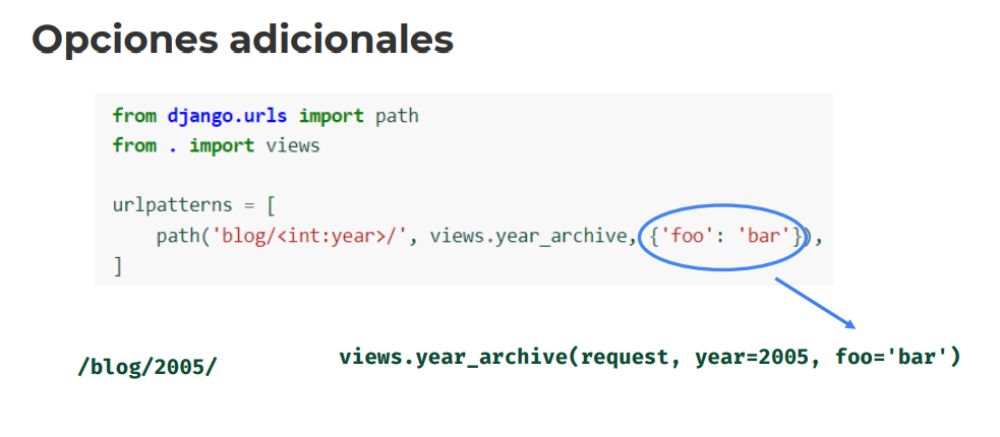 Opciones adicionales
from django.urls import path
from . import views
urlpatterns = [
    path('blog/<int:year>/', views.year_archive, {'foo': 'bar'}),
]
/blog/2005/
views.year_archive(request, year=2005, foo='bar')